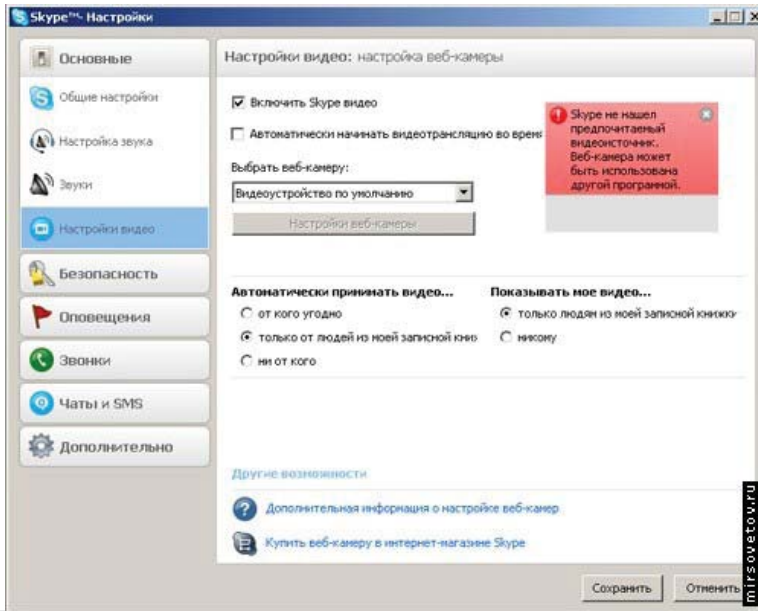 Skype™- Настройки
Основные
Общие настройки
Настройка звука
Звуки
Настройки видео
Безопасность
Оповещения
Звонки
Чаты и SMS
Дополнительно
Настройки видео: настройка веб-камеры
Включить Skype видео
Автоматически начинать видеотрансляцию во время
Выбрать веб-камеру:
Видеоустройство по умолчанию
Настройки веб-камеры
Skype не нашел
предпочитаемый
видеоисточник.
Веб-камера может
быть использована
другой программой.
Автоматически принимать видео...
от кого угодно
только от людей из моей записной книж
ни от кого
Показывать мое видео...
только людям из моей записной книжки
никому
Другие возможности
Дополнительная информация о настройке веб-камер
Купить веб-камеру в интернет-магазине Skype
Сохранить
Отменить
mirsovetov.ru